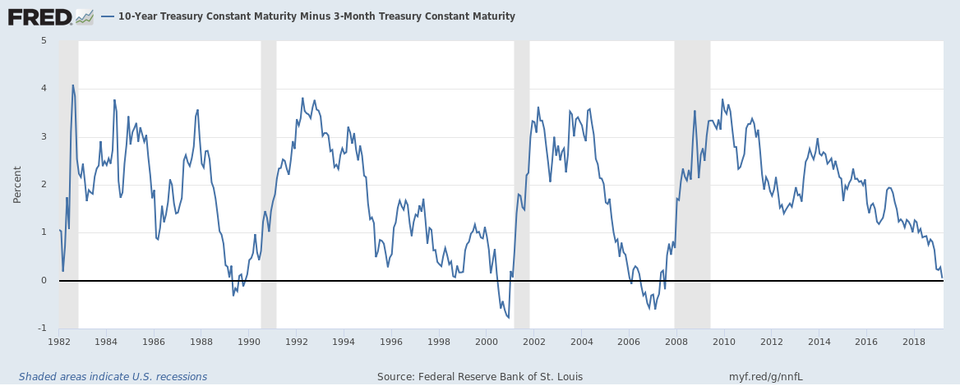 FRED 10-Year Treasury Constant Maturity Minus 3-Month Treasury Constant Maturity
5
4
3
2
1
0
-1
Percent
1982 1984 1986 1988 1990 1992 1994 1996 1998 2000 2002 2004 2006 2008 2010 2012 2014 2016 2018
Shaded areas indicate U.S. recessions Source: Federal Reserve Bank of St. Louis myf.red/g/nnfL